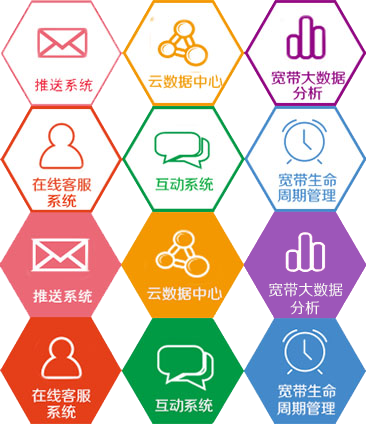 推送系统
云数据中心
宽带大数据
分析
在线客服
系统
互动系统
宽带生命
周期管理
推送系统
云数据中心
宽带大数据
分析
在线客服
系统
互动系统
宽带生命
周期管理